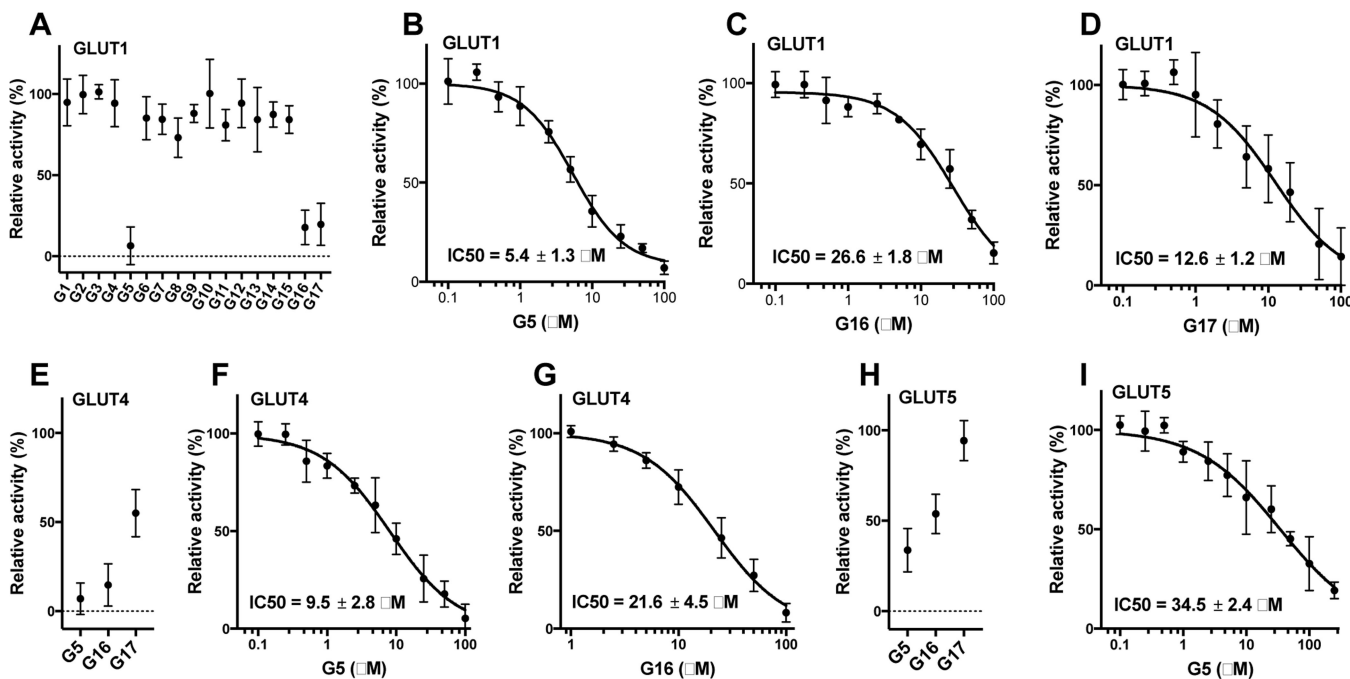 A
GLUT1
Relative activity (%)
100
50
0
G1
G2
G3
G4
G5
G6
G7
G8
G9
G10
G11
G12
G13
G14
G15
G16
G17
B
GLUT1
Relative activity (%)
100
50
0
IC50 = 5.4 ± 1.3 □M
0.1
1
10
100
G5 (□M)
C
GLUT1
Relative activity (%)
100
50
0
IC50 = 26.6 ± 1.8 □M
0.1
1
10
100
G16 (□M)
D
GLUT1
Relative activity (%)
100
50
0
IC50 = 12.6 ± 1.2 □M
0.1
1
10
100
G17 (□M)
E
GLUT4
Relative activity (%)
100
50
0
G5
G16
G17
F
GLUT4
Relative activity (%)
100
50
0
IC50 = 9.5 ± 2.8 □M
0.1
1
10
100
G5 (□M)
G
GLUT4
Relative activity (%)
100
50
0
IC50 = 21.6 ± 4.5 □M
1
10
100
G16 (□M)
H
GLUT5
Relative activity (%)
100
50
0
G5
G16
G17
I
GLUT5
Relative activity (%)
100
50
0
IC50 = 34.5 ± 2.4 □M
0.1
1
10
100
G5 (□M)